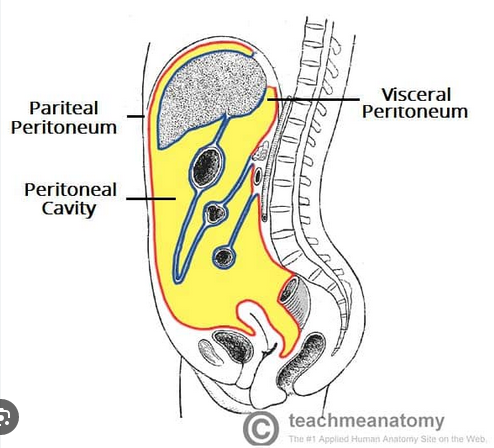 Pariteal
Peritoneum
Visceral
Peritoneum
Peritoneal
Cavity
© teachmeanatomy
The #1 Applied Human Anatomy Site on the Web.